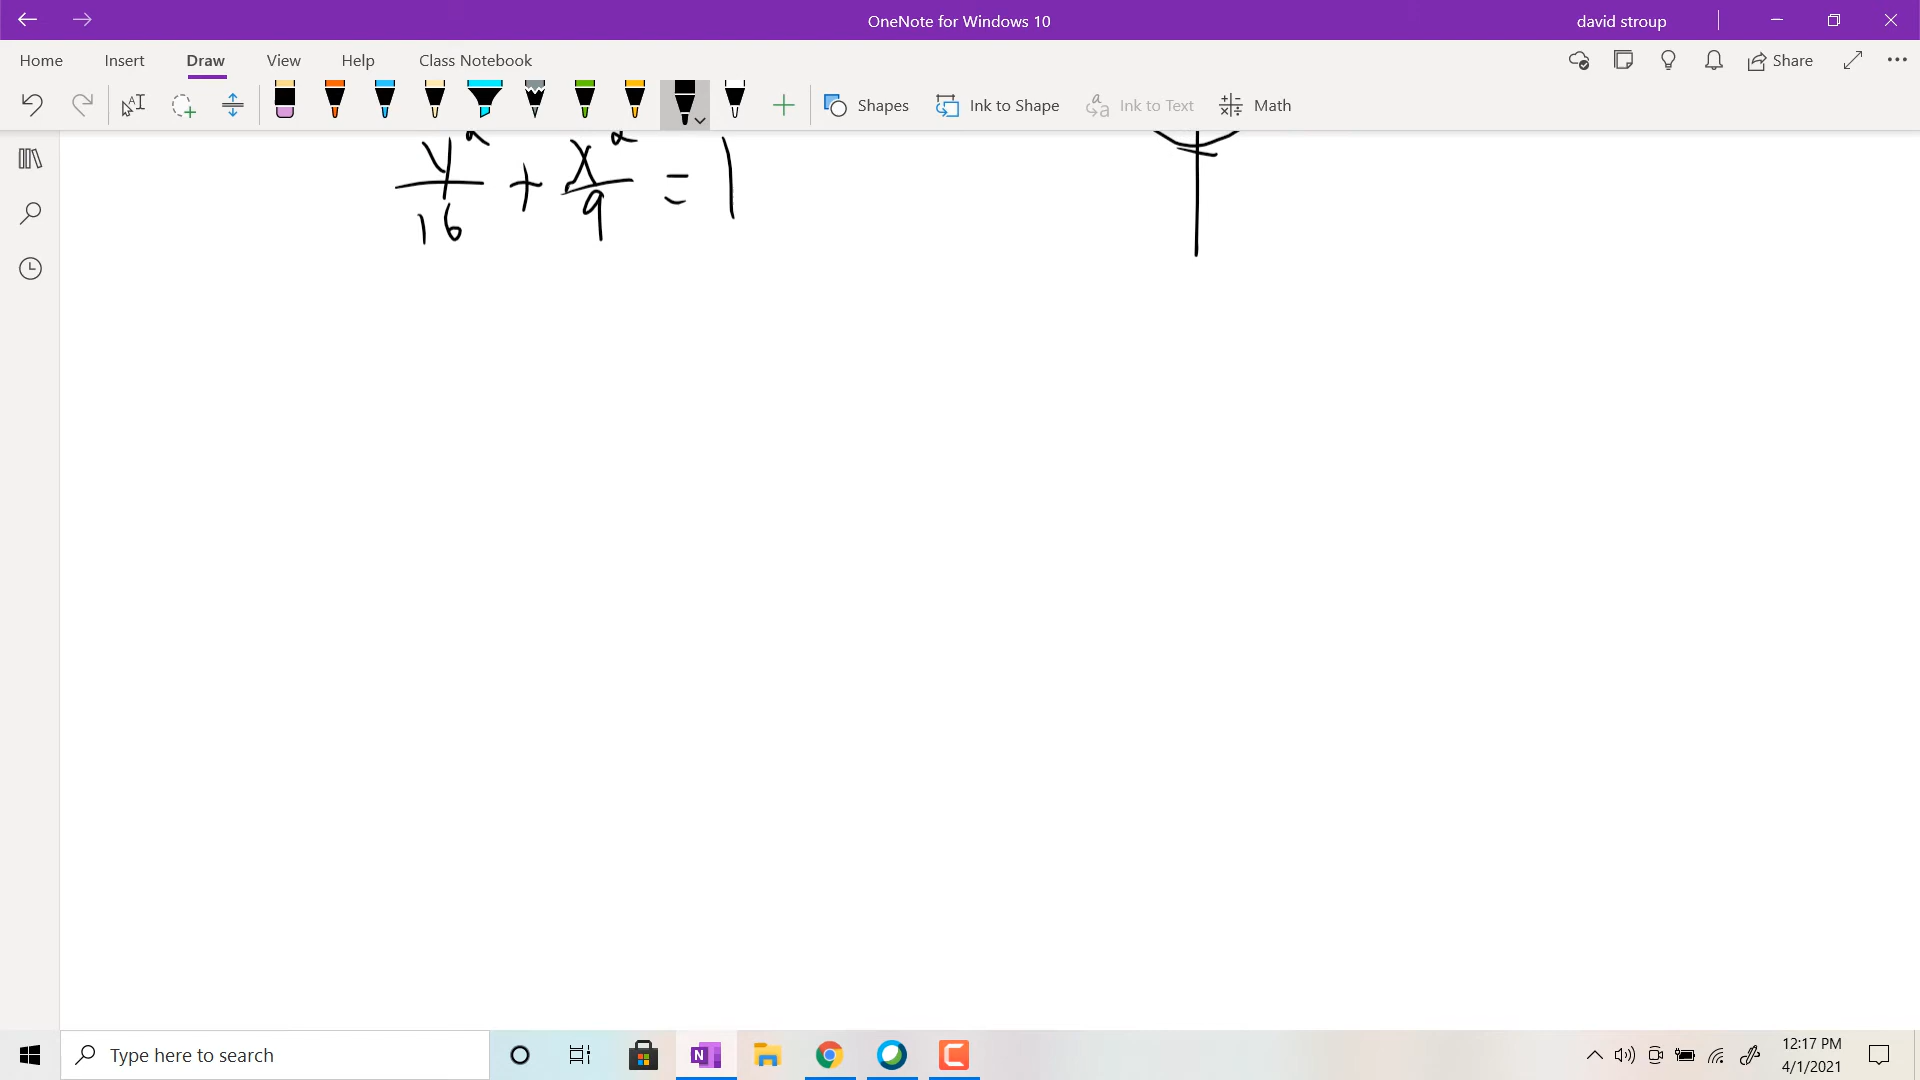 OneNote for Windows 10
david stroup
Home Insert Draw View Help Class Notebook
Share
Shapes Ink to Shape Ink to Text Math
y² / 16 + x² / 9 = 1
Type here to search
12:17 PM
4/1/2021